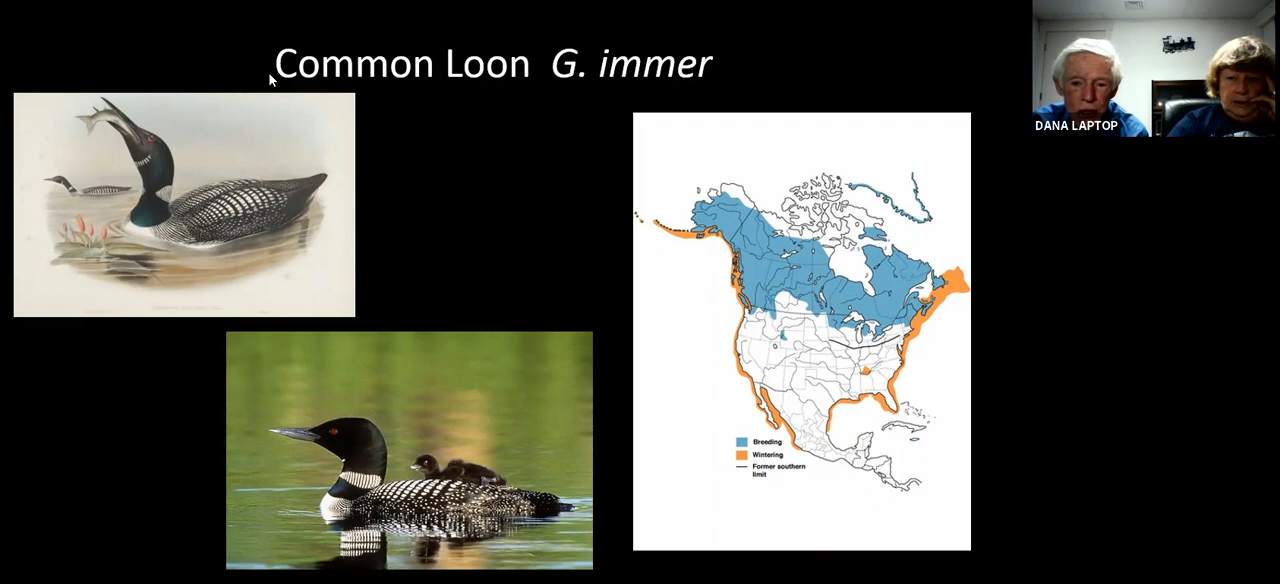 Common Loon G. immer
DANA LAPTOP
Breeding
Wintering
Former southern
limit